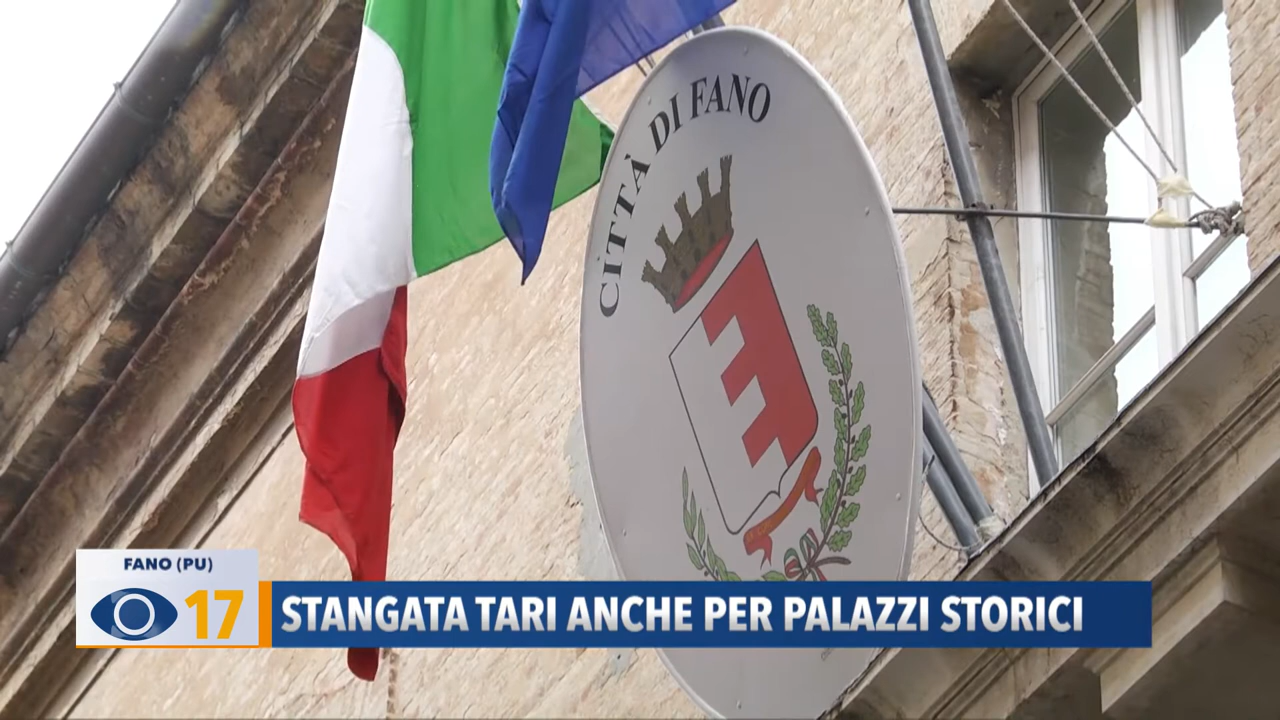 CITTÀ DI FANO
FANO (PU)
17
STANGATA TARI ANCHE PER PALAZZI STORICI